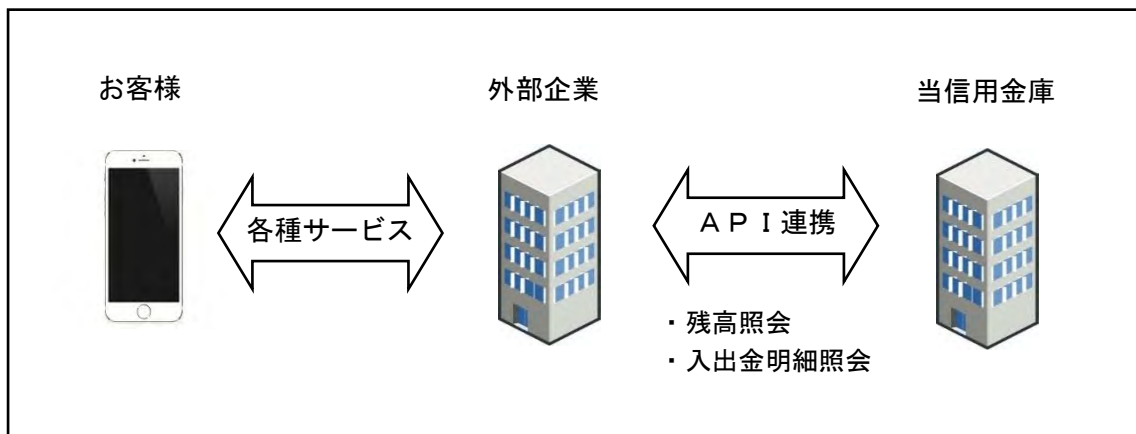 お客様
外部企業
当信用金庫
各種サービス
ＡＰＩ連携
・残高照会
・入出金明細照会